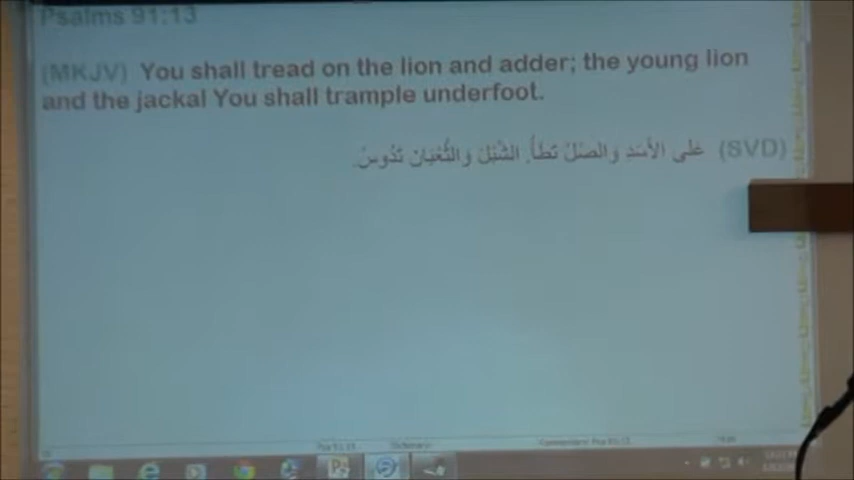 Psalms 91:13
(MKJV) You shall tread on the lion and adder; the young lion
and the jackal You shall trample underfoot.
(SVD) عَلَى الأَسَدِ وَالصِّلِّ تَطَأُ. الشِّبْلَ وَالثُّعْبَانَ تَدُوسُ.